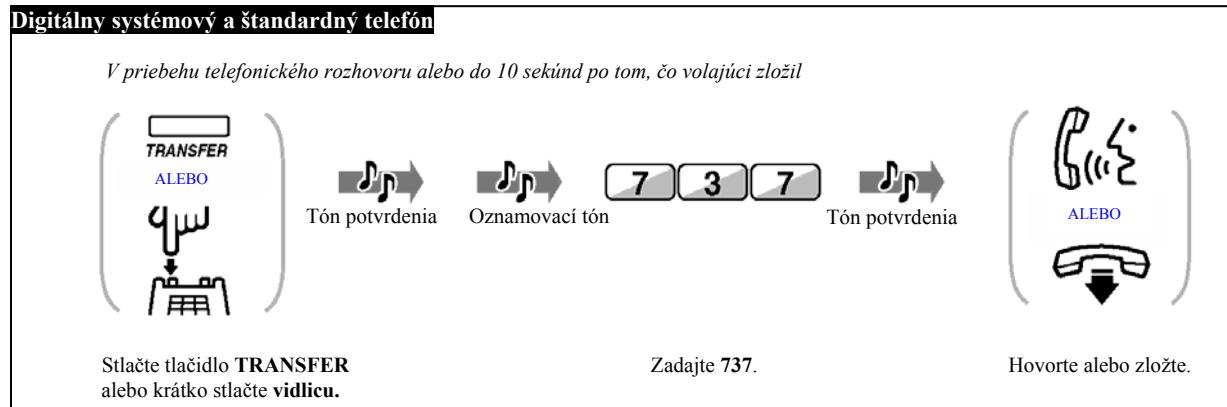 Digitálny systémový a štandardný telefón
V priebehu telefonického rozhovoru alebo do 10 sekúnd po tom, čo volajúci zložil
TRANSFER
ALEBO
Tón potvrdenia
Oznamovací tón
7 3 7
Tón potvrdenia
ALEBO
Stlačte tlačidlo TRANSFER
alebo krátko stlačte vidlicu.
Zadajte 737.
Hovorte alebo zložte.